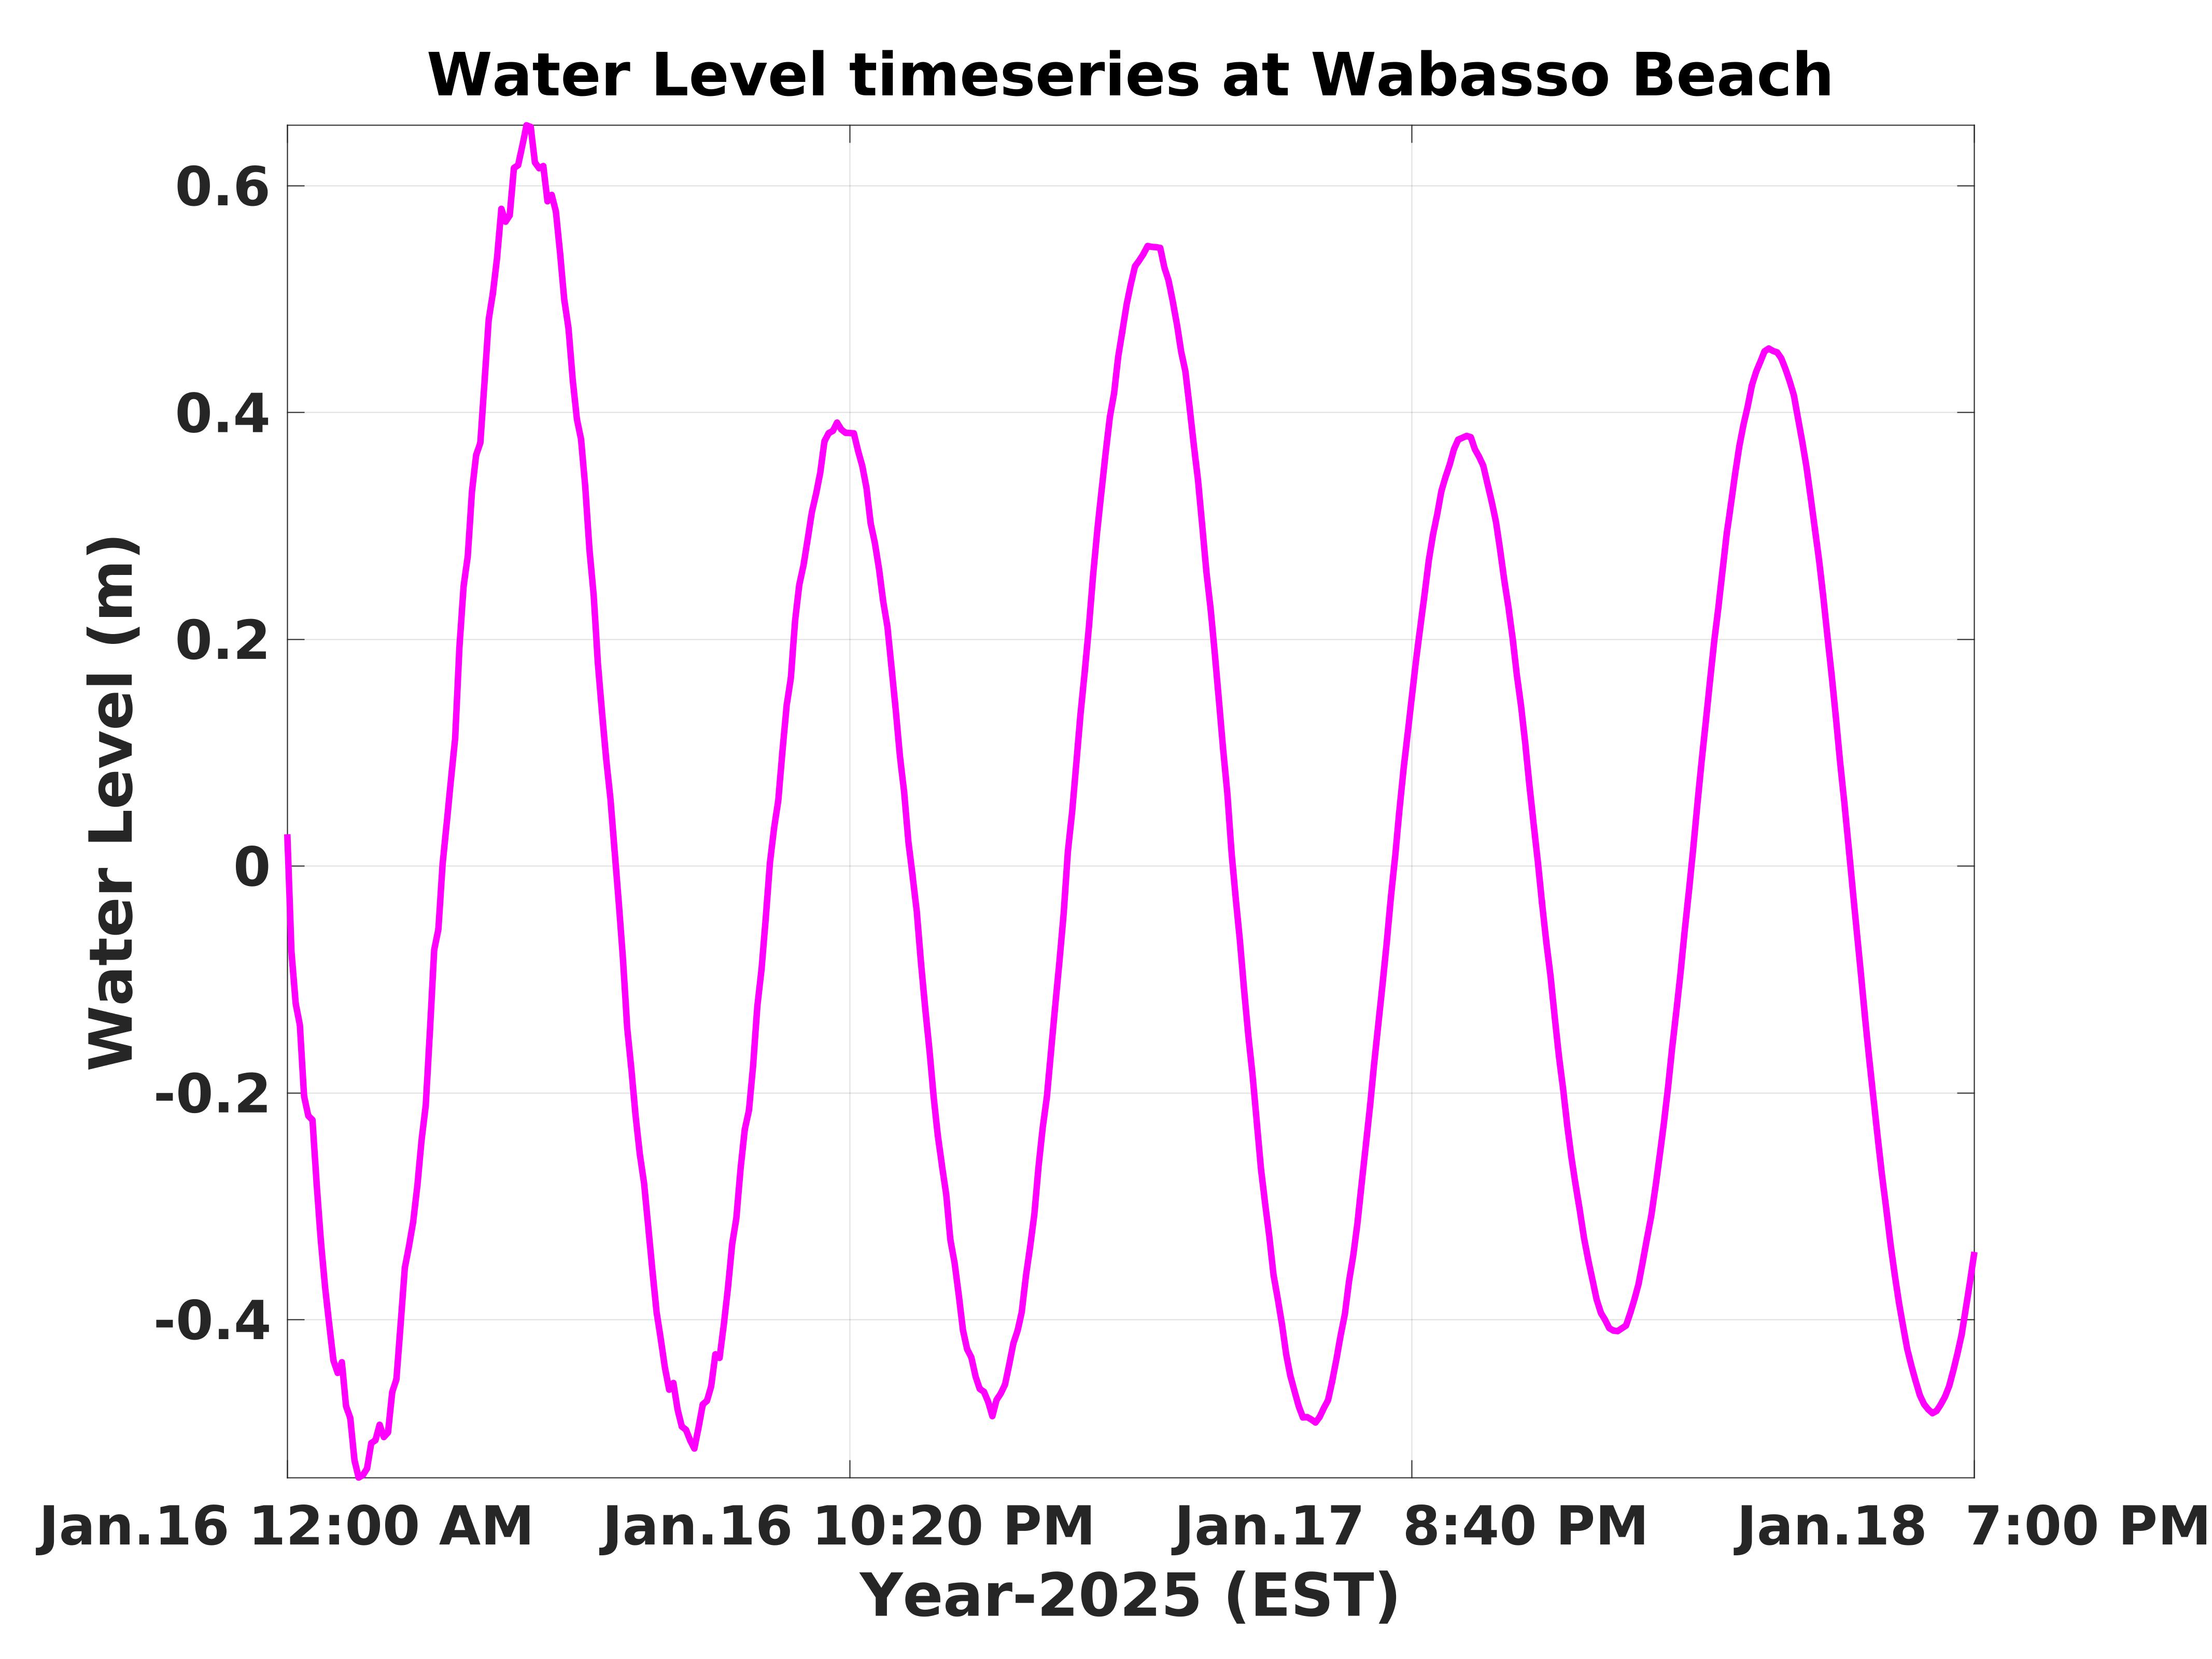 Water Level timeseries at Wabasso Beach
Water Level (m)
0.6
0.4
0.2
0
-0.2
-0.4
Jan.16 12:00 AM Jan.16 10:20 PM Jan.17 8:40 PM Jan.18 7:00 PM
Year-2025 (EST)